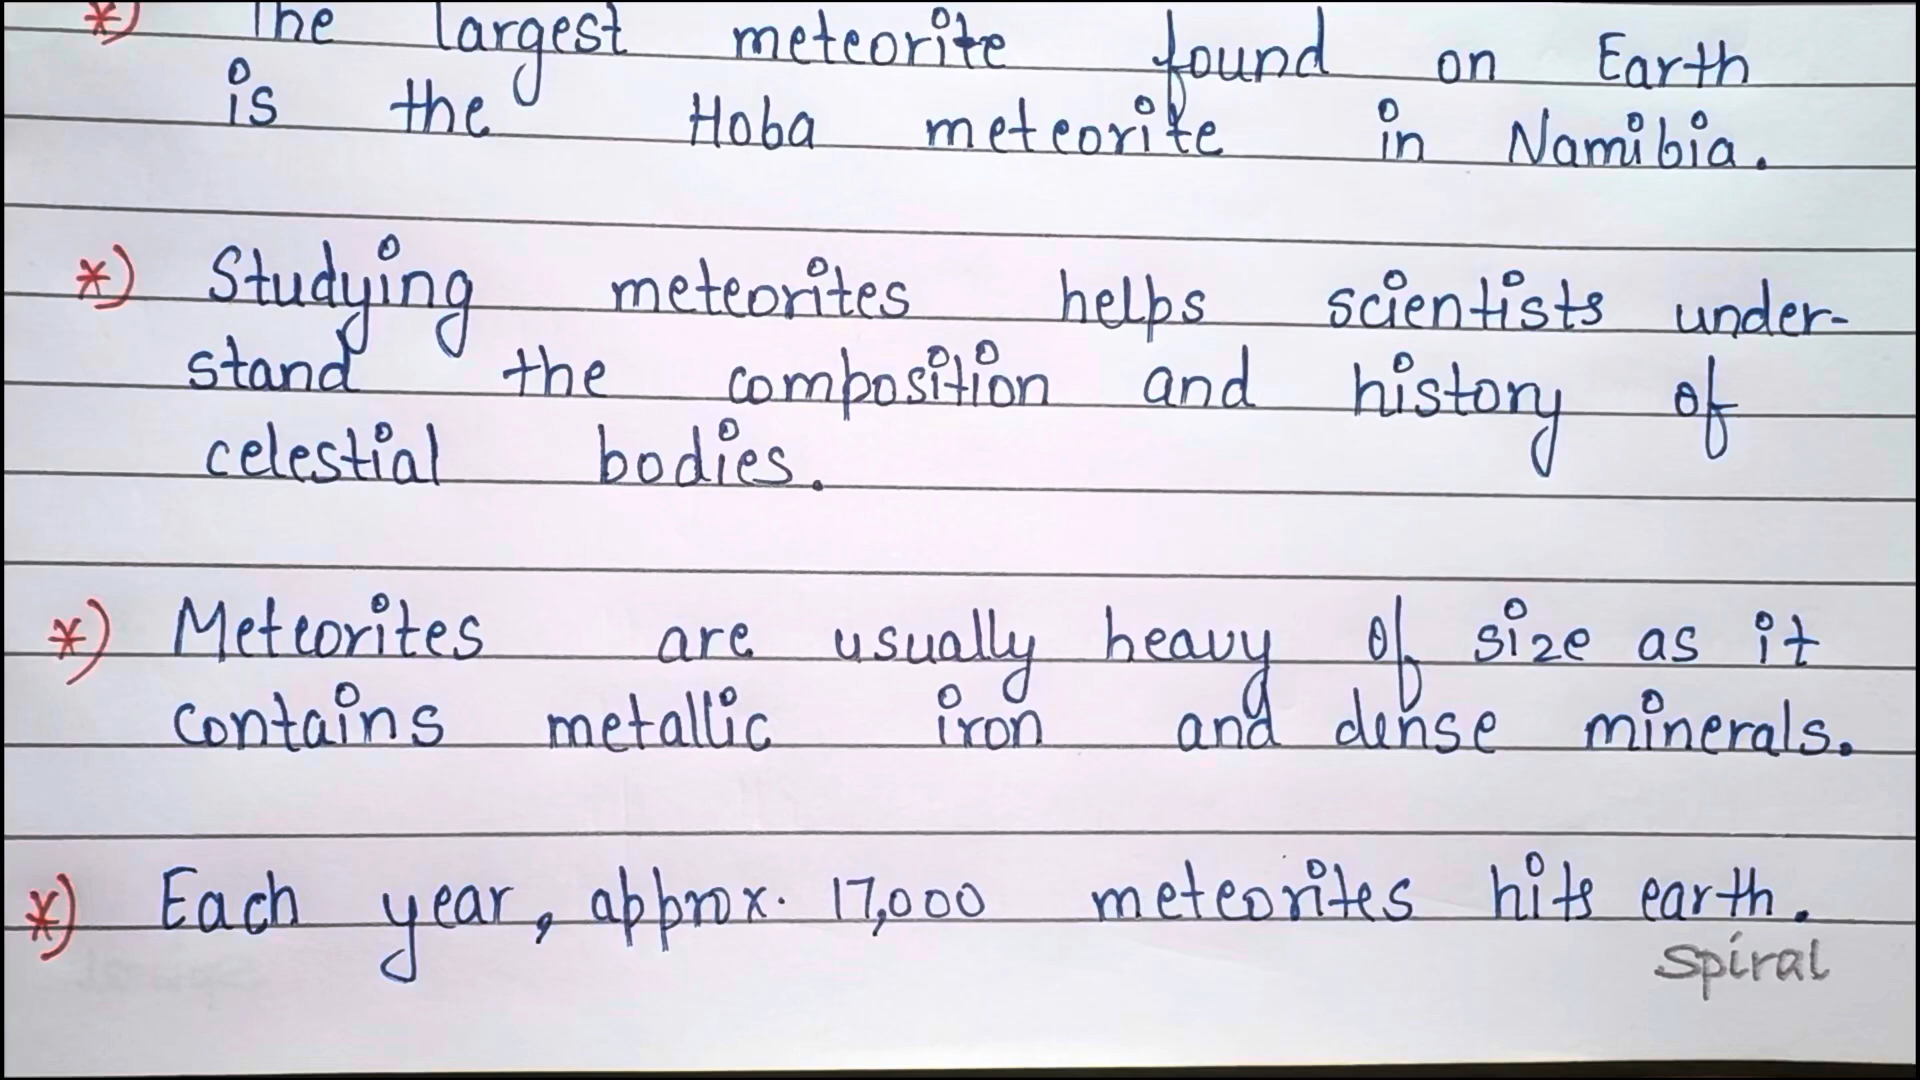 *) The largest meteorite found on Earth
is the Hoba meteorite in Namibia.
*) Studying meteorites helps scientists under-
stand the composition and history of
celestial bodies.
*) Meteorites are usually heavy of size as it
contains metallic iron and dense minerals.
*) Each year, approx. 17,000 meteorites hits earth.
Spiral